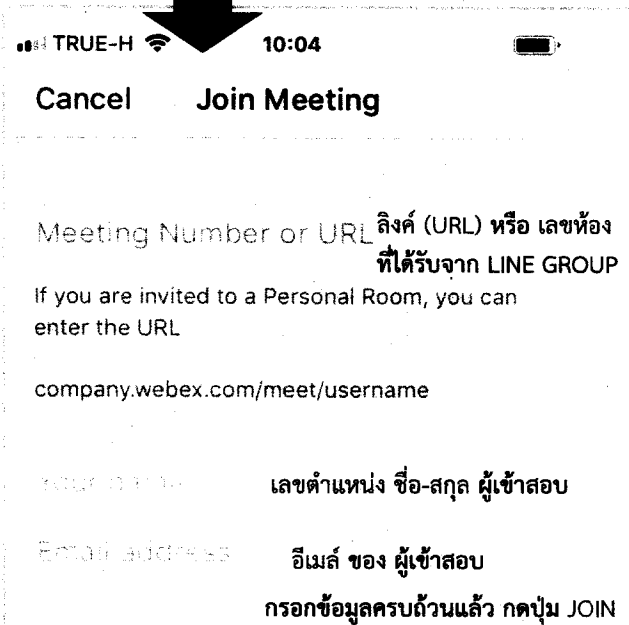 TRUE-H 10:04
Cancel Join Meeting
Meeting Number or URL ลิงค์ (URL) หรือ เลขห้อง
ที่ได้รับจาก LINE GROUP
If you are invited to a Personal Room, you can
enter the URL
company.webex.com/meet/username
Your name เลขตำแหน่ง ชื่อ-สกุล ผู้เข้าสอบ
Email address อีเมล์ ของ ผู้เข้าสอบ
กรอกข้อมูลครบถ้วนแล้ว กดปุ่ม JOIN